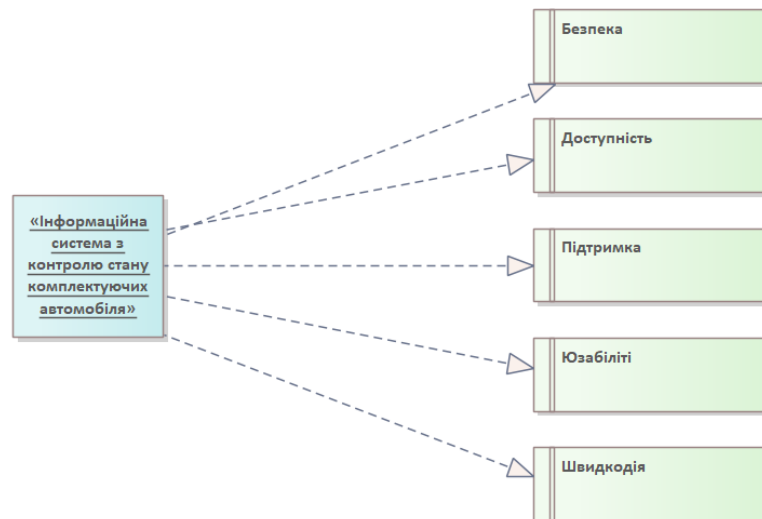 Безпека
Доступність
«Інформаційна
система з
контролю стану
комплектуючих
автомобіля»
Підтримка
Юзабіліті
Швидкодія